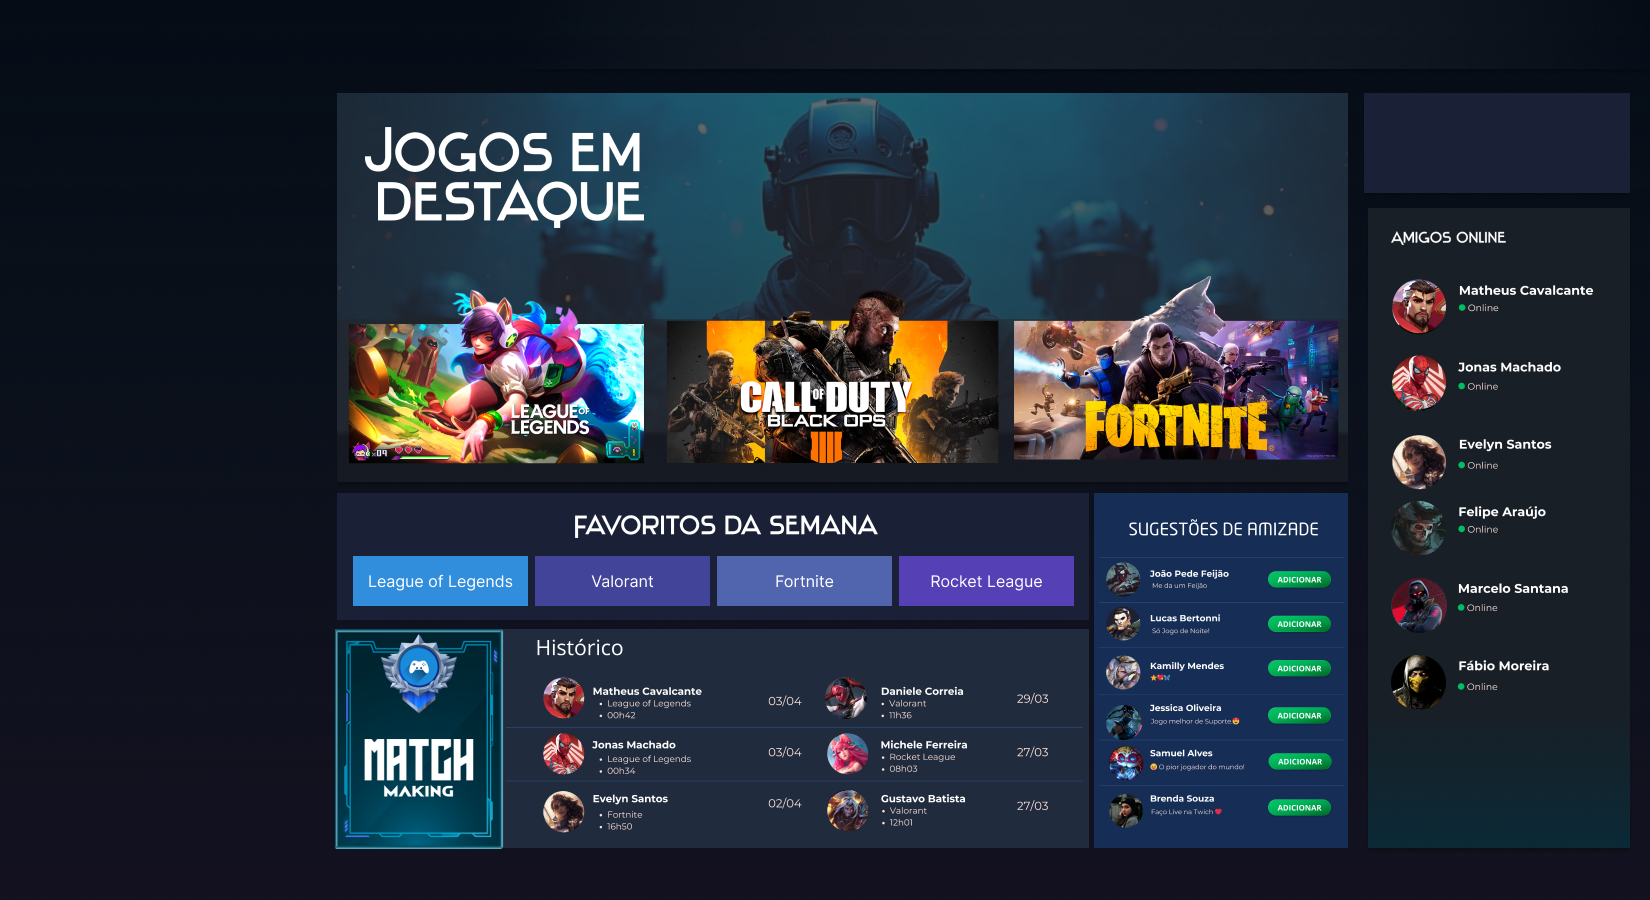 JOGOS EM
DESTAQUE
LEAGUE OF
LEGENDS
×09
CALL OF DUTY
BLACK OPS
IIII
FORTNITE
FAVORITOS DA SEMANA
League of Legends
Valorant
Fortnite
Rocket League
MATCH
MAKING
Histórico
Matheus Cavalcante
• League of Legends
• 00h42
03/04
Daniele Correia
• Valorant
• 11h36
29/03
Jonas Machado
• League of Legends
• 00h34
03/04
Michele Ferreira
• Rocket League
• 08h03
27/03
Evelyn Santos
• Fortnite
• 16h50
02/04
Gustavo Batista
• Valorant
• 12h01
27/03
SUGESTÕES DE AMIZADE
João Pede Feijão
Me da um Feijão
ADICIONAR
Lucas Bertonni
Só Jogo de Noite!
ADICIONAR
Kamilly Mendes
ADICIONAR
Jessica Oliveira
Jogo melhor de Suporte😍
ADICIONAR
Samuel Alves
O pior jogador do mundo!
ADICIONAR
Brenda Souza
Faço Live na Twich ❤
ADICIONAR
AMIGOS ONLINE
Matheus Cavalcante
Online
Jonas Machado
Online
Evelyn Santos
Online
Felipe Araújo
Online
Marcelo Santana
Online
Fábio Moreira
Online